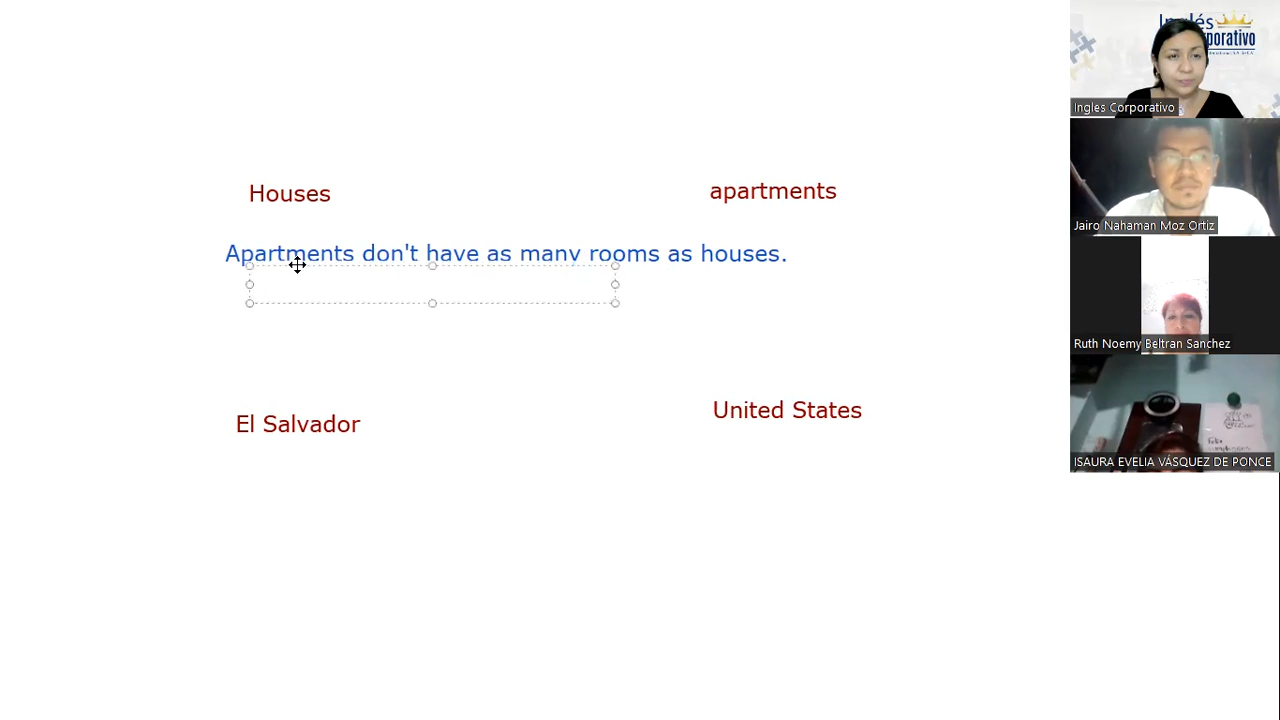 Houses
apartments
Apartments don't have as many rooms as houses.
El Salvador
United States
Inglés
Ingles Corporativo
Jairo Nahaman Moz Ortiz
Ruth Noemy Beltran Sanchez
ISAURA EVELIA VÁSQUEZ DE PONCE